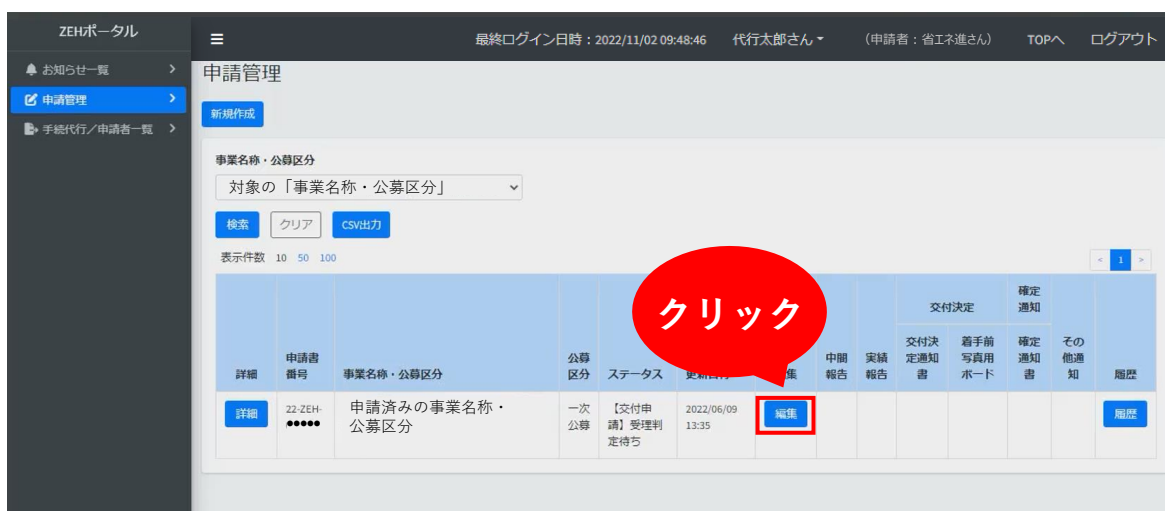 ZEHポータル
最終ログイン日時：2022/11/02 09:48:46 代行太郎さん （申請者：省エネ進さん） TOPへ ログアウト
お知らせ一覧
申請管理
手続代行／申請者一覧
申請管理
新規作成
事業名称・公募区分
対象の「事業名称・公募区分」
検索 クリア CSV出力
表示件数 10 50 100
< 1 >
クリック
交付決定
確定
通知
詳細
申請書
番号
事業名称・公募区分
公募
区分
ステータス
集
中間
報告
実績
報告
交付決
定通知
書
着手前
写真用
ボード
確定
通知
書
その
他通
知
履歴
詳細
22-ZEH-
●●●●●
申請済みの事業名称・
公募区分
一次
公募
【交付申
請】受理判
定待ち
2022/06/09
13:35
編集
履歴